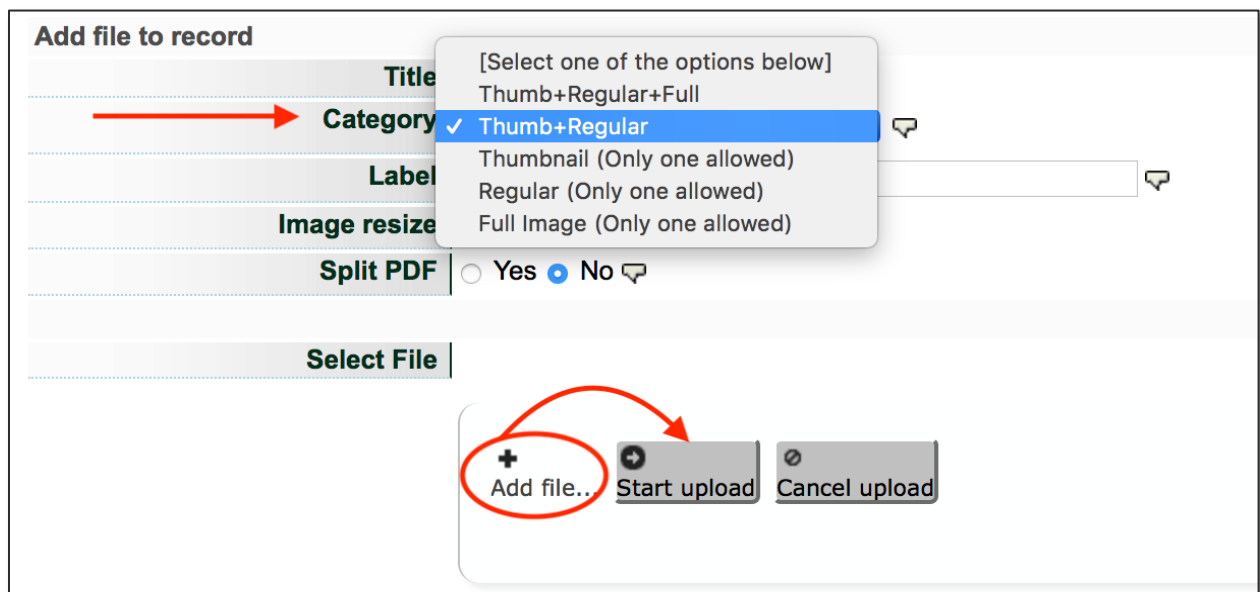 Add file to record
Title
[Select one of the options below]
Thumb+Regular+Full
Category
✓ Thumb+Regular
Thumbnail (Only one allowed)
Label
Regular (Only one allowed)
Image resize
Full Image (Only one allowed)
Split PDF Yes No
Select File
Add file... Start upload Cancel upload